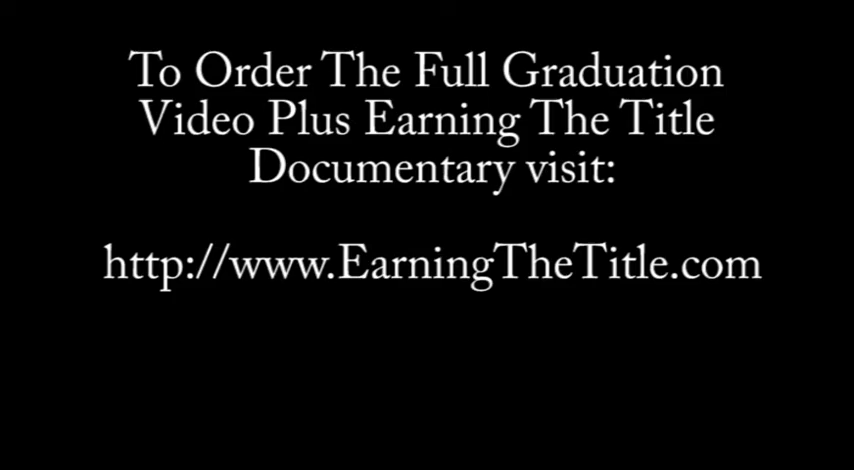 To Order The Full Graduation
Video Plus Earning The Title
Documentary visit:
http://www.EarningTheTitle.com